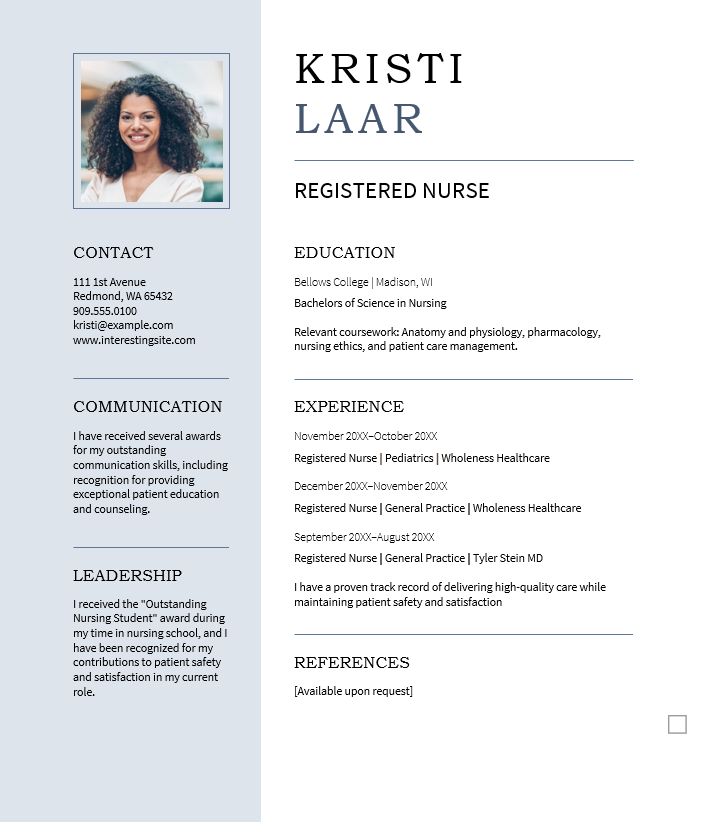 KRISTI
LAAR
REGISTERED NURSE
CONTACT
111 1st Avenue
Redmond, WA 65432
909.555.0100
kristi@example.com
www.interestingsite.com
COMMUNICATION
I have received several awards
for my outstanding
communication skills, including
recognition for providing
exceptional patient education
and counseling.
LEADERSHIP
I received the "Outstanding
Nursing Student" award during
my time in nursing school, and I
have been recognized for my
contributions to patient safety
and satisfaction in my current
role.
EDUCATION
Bellows College | Madison, WI
Bachelors of Science in Nursing
Relevant coursework: Anatomy and physiology, pharmacology,
nursing ethics, and patient care management.
EXPERIENCE
November 20XX–October 20XX
Registered Nurse | Pediatrics | Wholeness Healthcare
December 20XX–November 20XX
Registered Nurse | General Practice | Wholeness Healthcare
September 20XX–August 20XX
Registered Nurse | General Practice | Tyler Stein MD
I have a proven track record of delivering high-quality care while
maintaining patient safety and satisfaction
REFERENCES
[Available upon request]